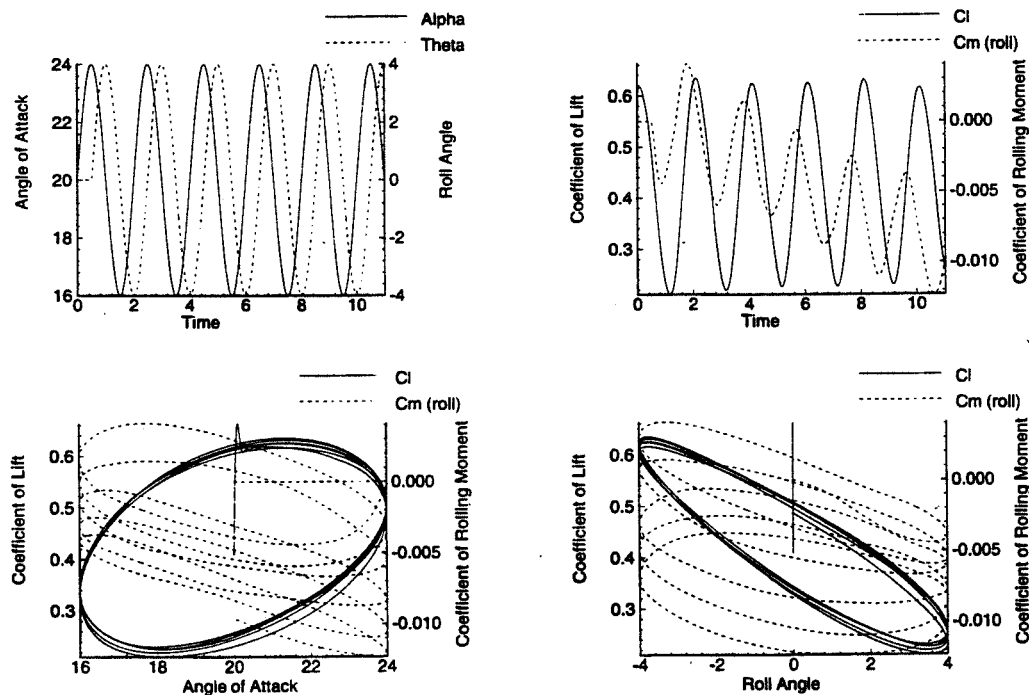 Alpha
Theta
24
22
20
18
16
Angle of Attack
4
2
0
-2
-4
Roll Angle
0 2 4 6 8 10
Time
Cl
Cm (roll)
0.6
0.5
0.4
0.3
Coefficient of Lift
0.000
-0.005
-0.010
Coefficient of Rolling Moment
0 2 4 6 8 10
Time
Cl
Cm (roll)
0.6
0.5
0.4
0.3
Coefficient of Lift
0.000
-0.005
-0.010
Coefficient of Rolling Moment
16 18 20 22 24
Angle of Attack
Cl
Cm (roll)
0.6
0.5
0.4
0.3
Coefficient of Lift
0.000
-0.005
-0.010
Coefficient of Rolling Moment
-4 -2 0 2 4
Roll Angle